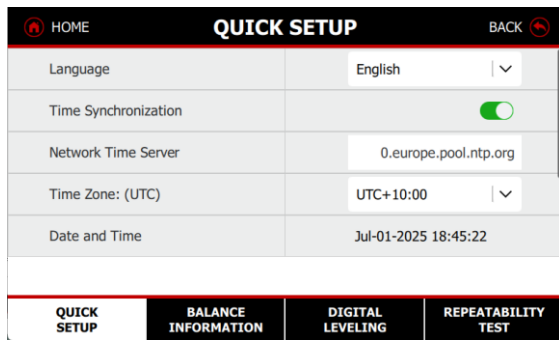 HOME QUICK SETUP BACK
Language English
Time Synchronization
Network Time Server 0.europe.pool.ntp.org
Time Zone: (UTC) UTC+10:00
Date and Time Jul-01-2025 18:45:22
QUICK SETUP
BALANCE INFORMATION
DIGITAL LEVELING
REPEATABILITY TEST